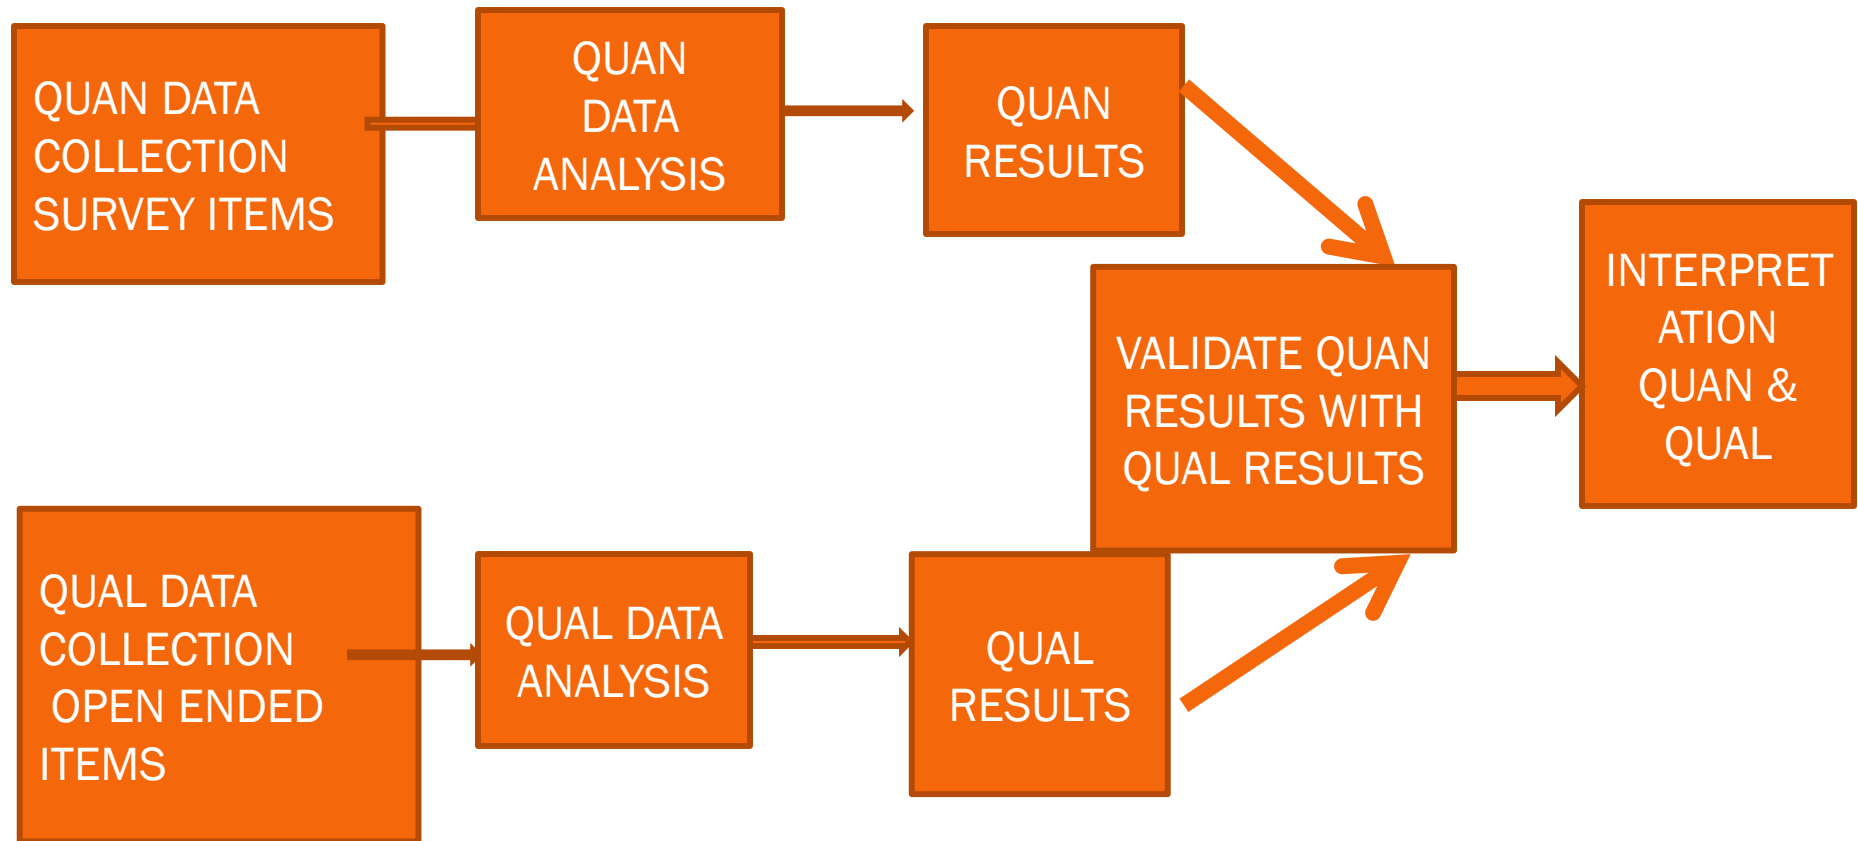 QUAN DATA
COLLECTION
SURVEY ITEMS
QUAN
DATA
ANALYSIS
QUAN
RESULTS
VALIDATE QUAN
RESULTS WITH
QUAL RESULTS
INTERPRET
ATION
QUAN &
QUAL
QUAL DATA
COLLECTION
OPEN ENDED
ITEMS
QUAL DATA
ANALYSIS
QUAL
RESULTS